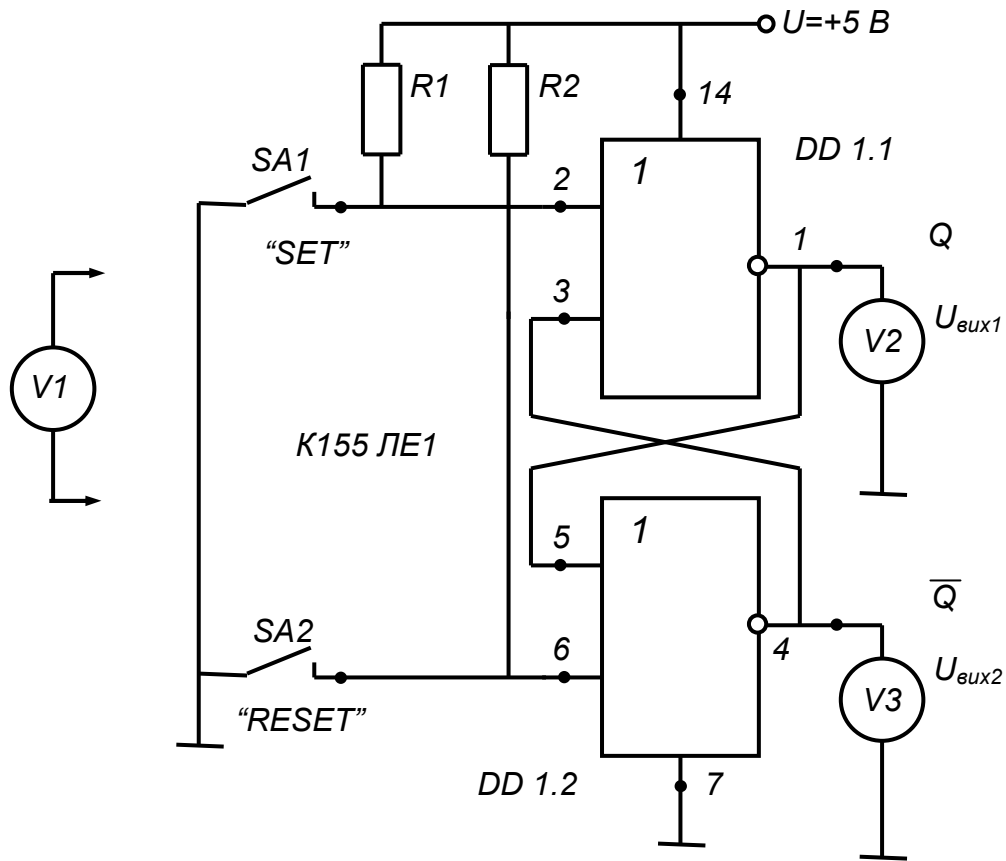 U=+5 В
R1
R2
14
DD 1.1
SA1
2
1
“SET”
1
Q
3
Uвих1
V2
V1
К155 ЛЕ1
5
1
Q̅
SA2
6
4
Uвих2
V3
“RESET”
DD 1.2
7